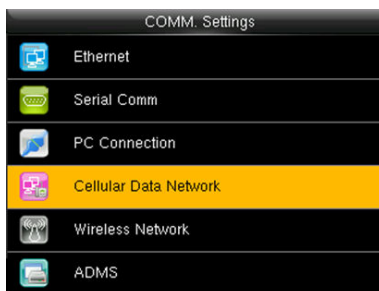 COMM. Settings
Ethernet
Serial Comm
PC Connection
Cellular Data Network
Wireless Network
ADMS